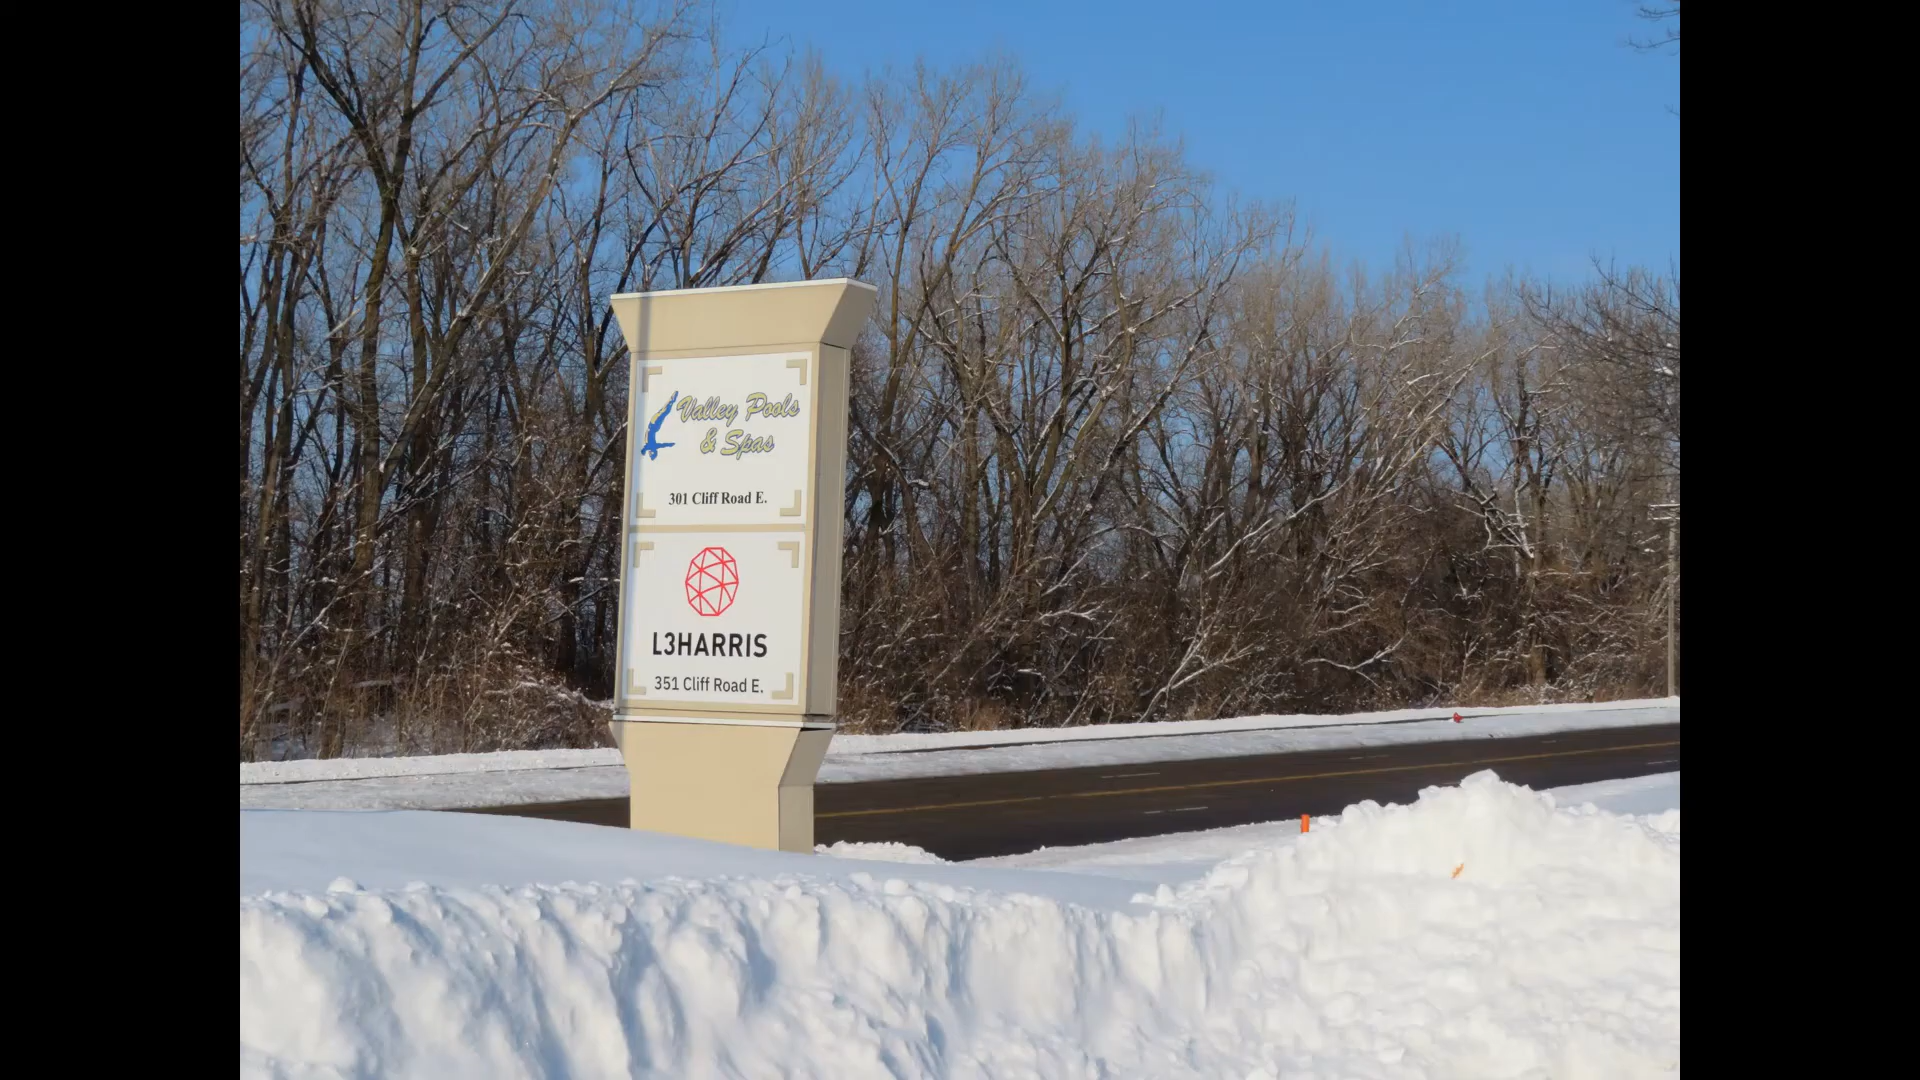 Valley Pools
& Spas
301 Cliff Road E.
L3HARRIS
351 Cliff Road E.